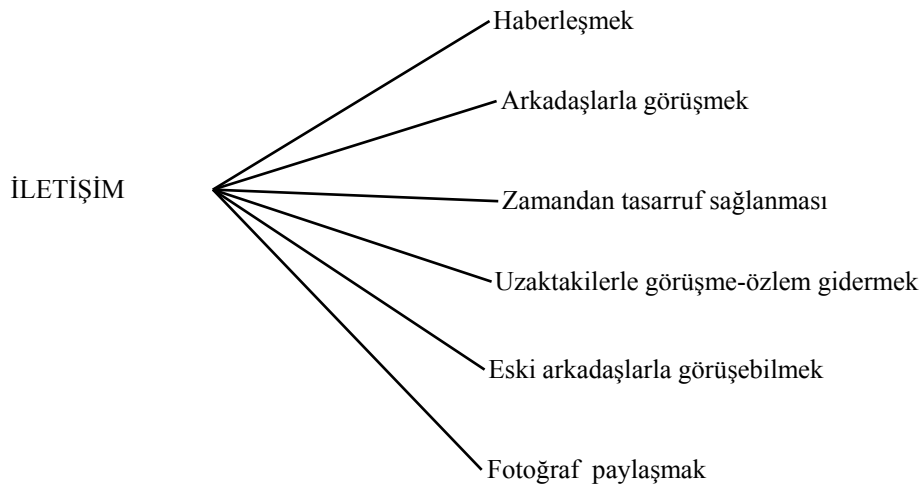 Haberleşmek
Arkadaşlarla görüşmek
İLETİŞİM
Zamandan tasarruf sağlanması
Uzaktakilerle görüşme-özlem gidermek
Eski arkadaşlarla görüşebilmek
Fotoğraf  paylaşmak